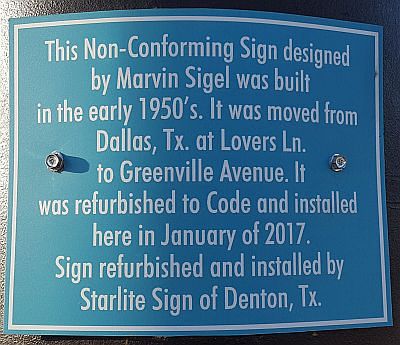 This Non-Conforming Sign designed
by Marvin Sigel was built
in the early 1950's. It was moved from
Dallas, Tx. at Lovers Ln.
to Greenville Avenue. It
was refurbished to Code and installed
here in January of 2017.
Sign refurbished and installed by
Starlite Sign of Denton, Tx.